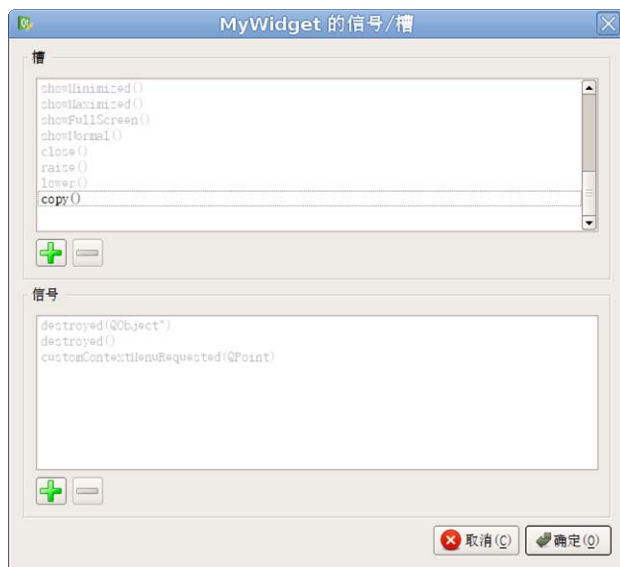 MyWidget 的信号/槽
槽
showMinimized()
showMaximized()
showFullScreen()
showNormal()
close()
raise()
lower()
copy()
信号
destroyed(QObject*)
destroyed()
customContextMenuRequested(QPoint)
取消(C) 确定(O)